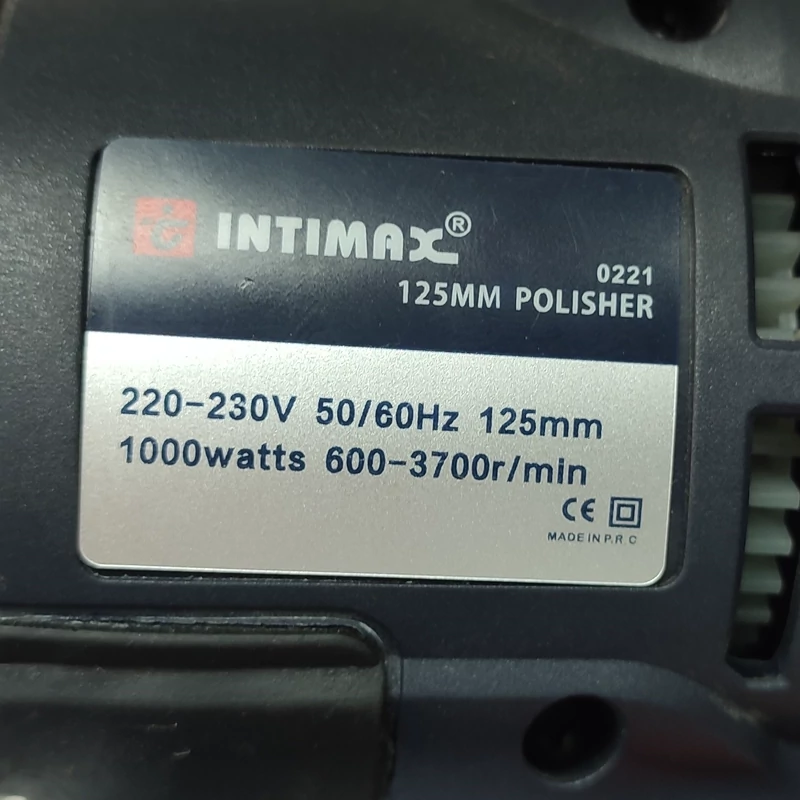 INTIMAX®
0221
125MM POLISHER
220-230V 50/60Hz 125mm
1000watts 600-3700r/min
CE
MADE IN P.R.C